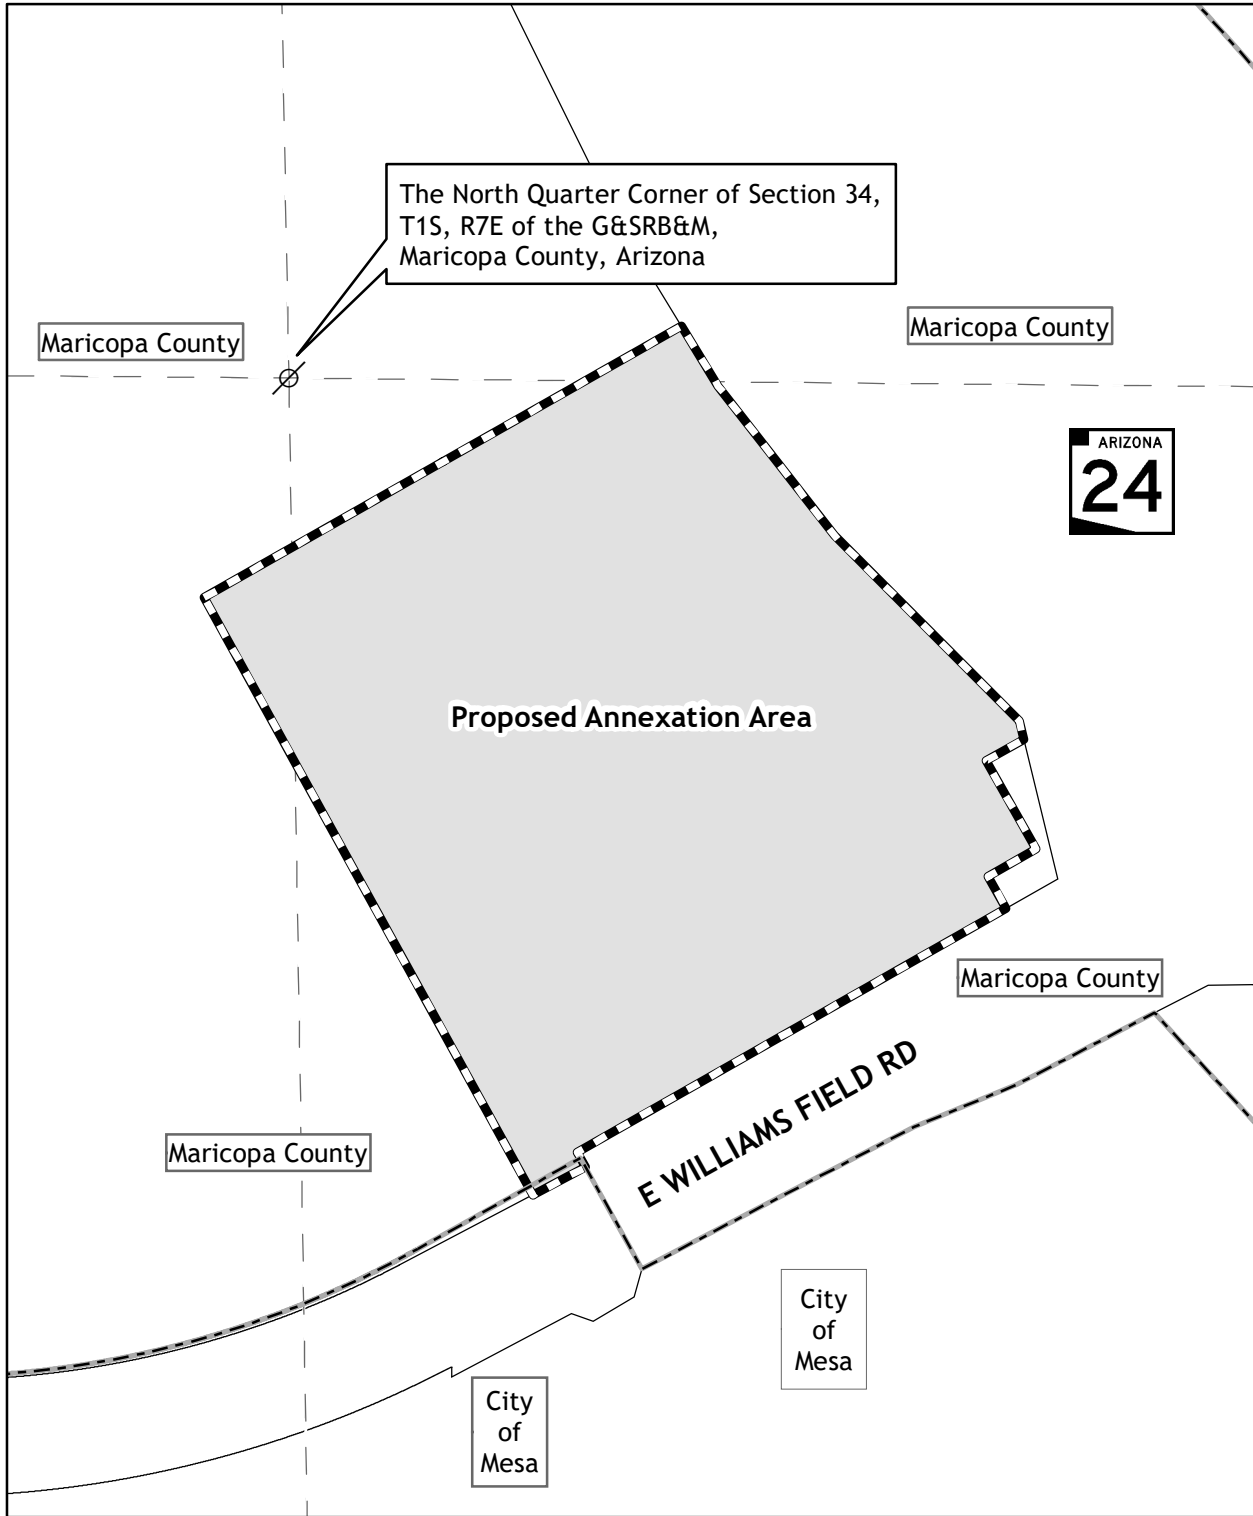 The North Quarter Corner of Section 34,
T1S, R7E of the G&SRB&M,
Maricopa County, Arizona
Maricopa County
Maricopa County
ARIZONA
24
Proposed Annexation Area
Maricopa County
E WILLIAMS FIELD RD
Maricopa County
City
of
Mesa
City
of
Mesa